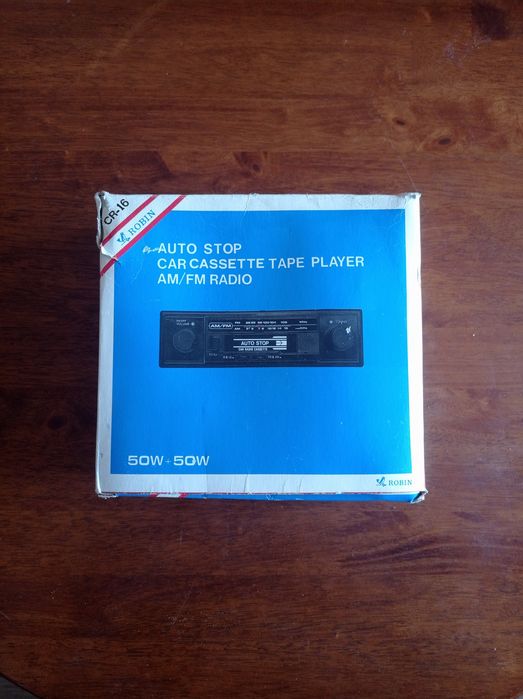 CR-16
ROBIN
AUTO STOP
CAR CASSETTE TAPE PLAYER
AM/FM RADIO
AM/FM
AUTO STOP
50W+50W
ROBIN